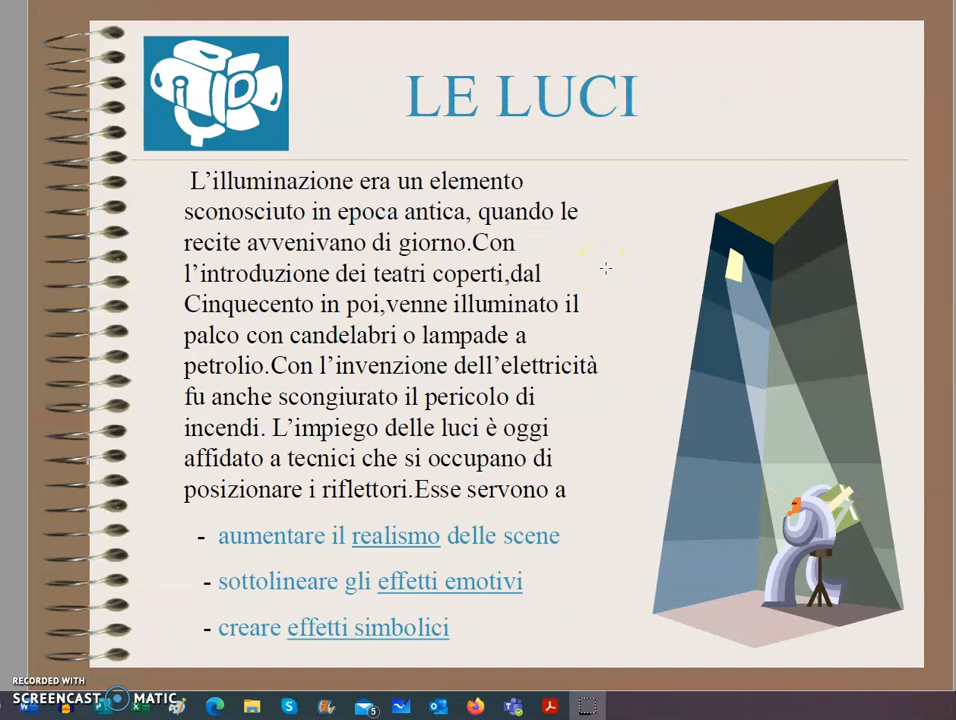 LE LUCI
L’illuminazione era un elemento
sconosciuto in epoca antica, quando le
recite avvenivano di giorno.Con
l’introduzione dei teatri coperti,dal
Cinquecento in poi,venne illuminato il
palco con candelabri o lampade a
petrolio.Con l’invenzione dell’elettricità
fu anche scongiurato il pericolo di
incendi. L’impiego delle luci è oggi
affidato a tecnici che si occupano di
posizionare i riflettori.Esse servono a
- aumentare il realismo delle scene
- sottolineare gli effetti emotivi
- creare effetti simbolici
RECORDED WITH
SCREENCAST MATIC
5